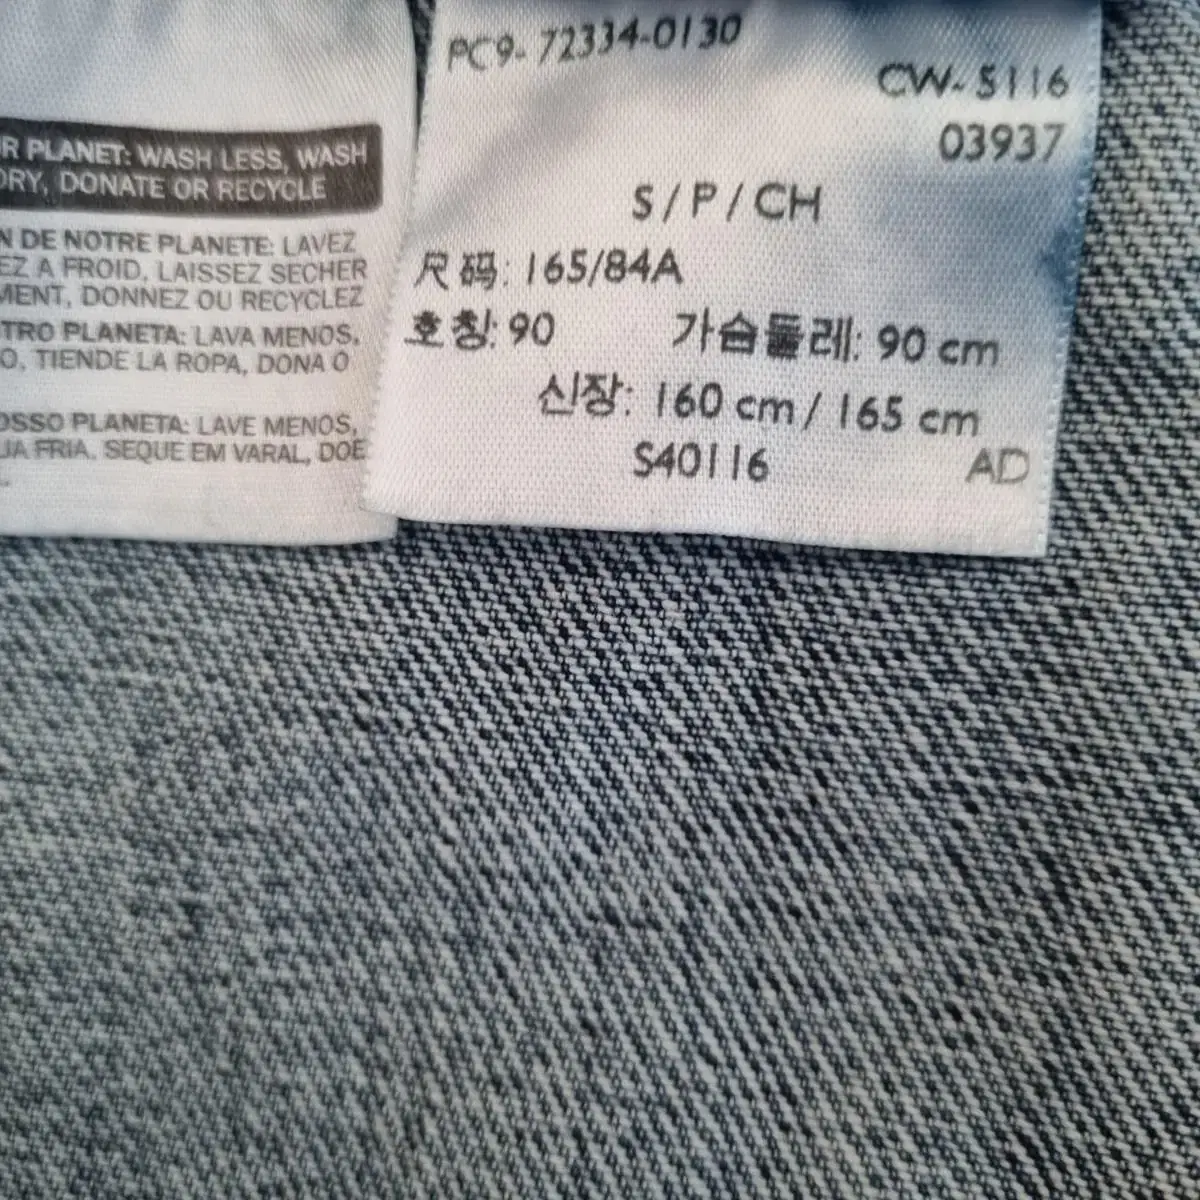 R PLANET: WASH LESS, WASH
DRY, DONATE OR RECYCLE
N DE NOTRE PLANETE: LAVEZ
EZ A FROID, LAISSEZ SECHER
MENT, DONNEZ OU RECYCLEZ
TRO PLANETA: LAVA MENOS,
O, TIENDE LA ROPA, DONA O
OSSO PLANETA: LAVE MENOS,
UA FRIA, SEQUE EM VARAL, DOE
PC9-72334-0130
CW-5116
03937
S / P / CH
尺码: 165/84A
호칭: 90 가슴둘레: 90 cm
신장: 160 cm / 165 cm
S40116 AD